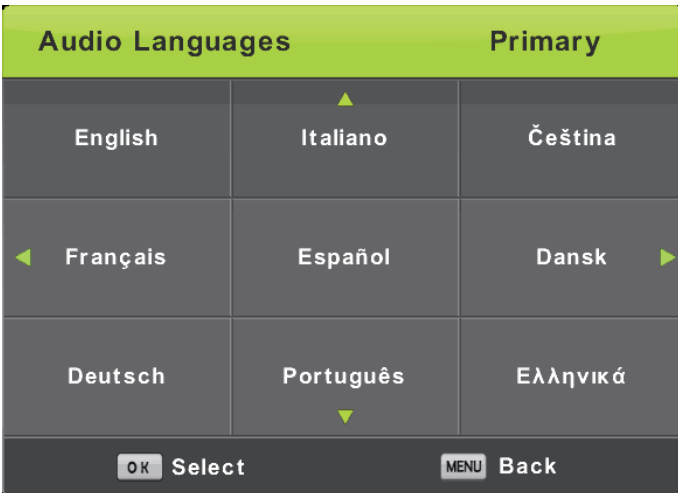 Audio Languages Primary
English Italiano Čeština
Français Español Dansk
Deutsch Português Ελληνικά
OK Select MENU Back